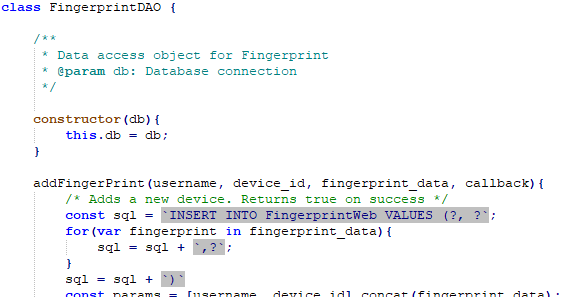 class FingerprintDAO {
/**
* Data access object for Fingerprint
* @param db: Database connection
*/
constructor(db){
this.db = db;
}
addFingerPrint(username, device_id, fingerprint_data, callback){
/* Adds a new device. Returns true on success */
const sql = `INSERT INTO FingerprintWeb VALUES (?, ?`;
for(var fingerprint in fingerprint_data){
sql = sql + `,?`;
}
sql = sql + `)`
const params = [username, device_id].concat(fingerprint_data);